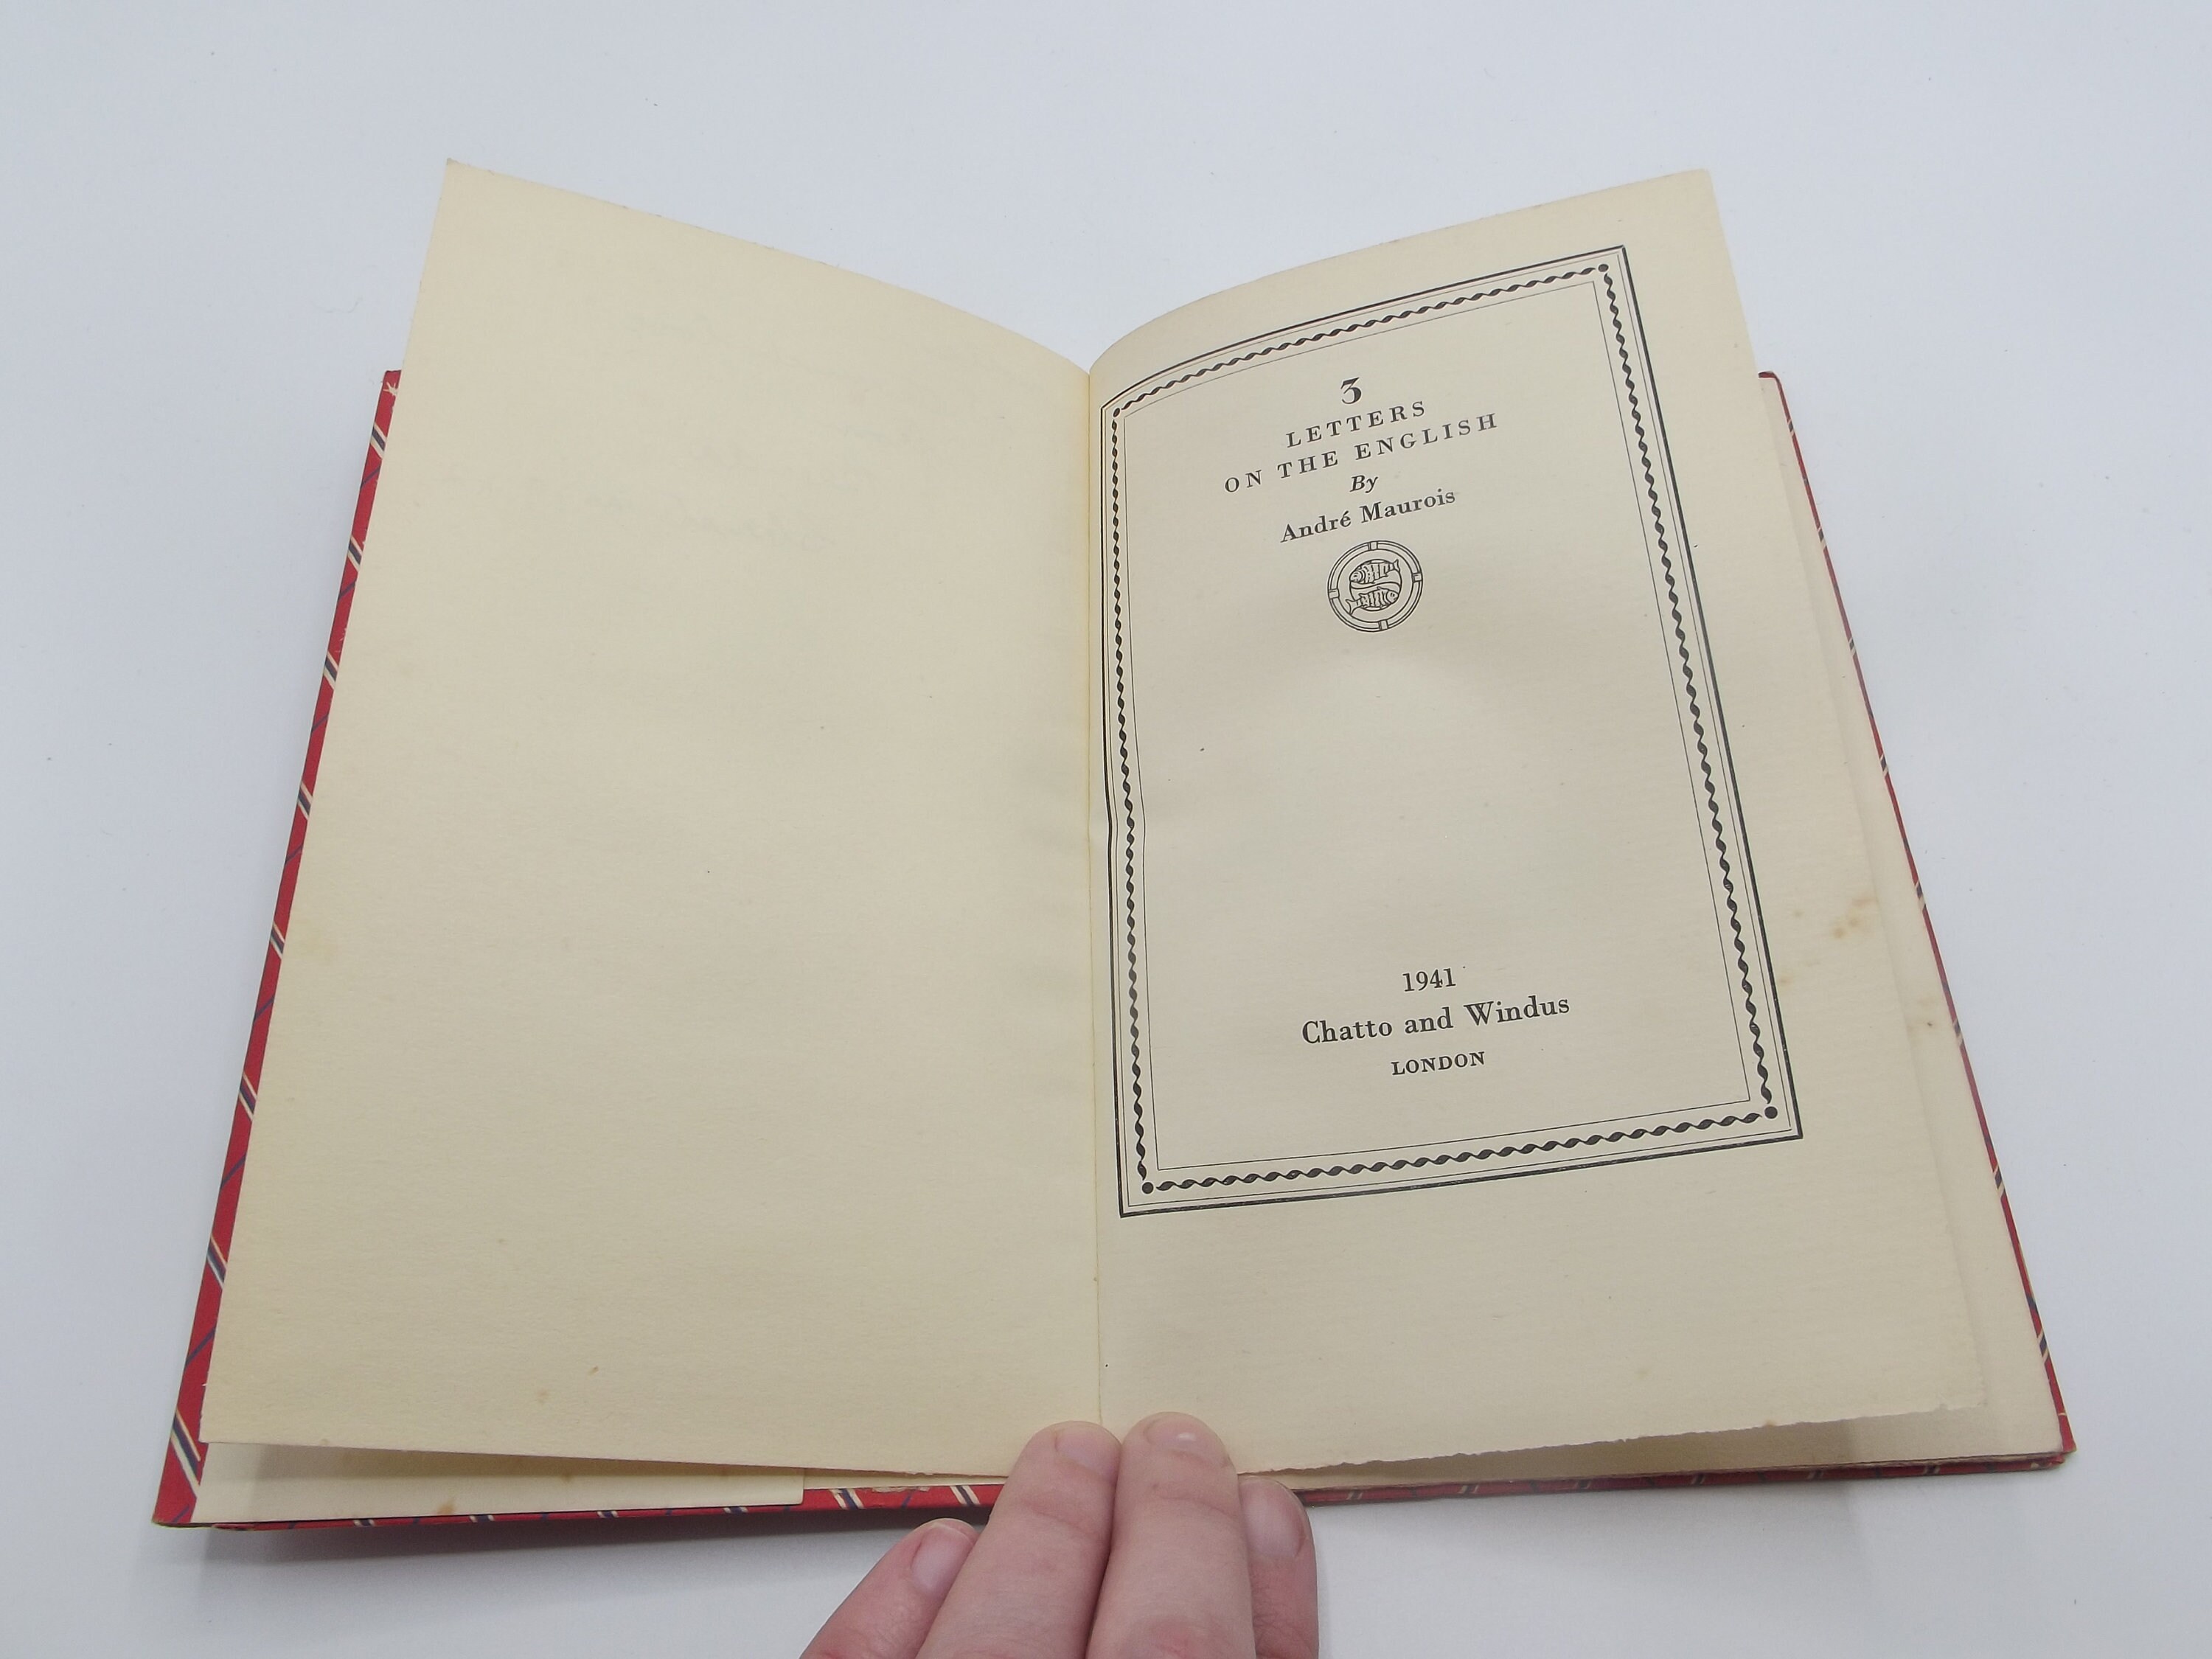 3
LETTERS
ON THE ENGLISH
By
André Maurois
1941
Chatto and Windus
LONDON